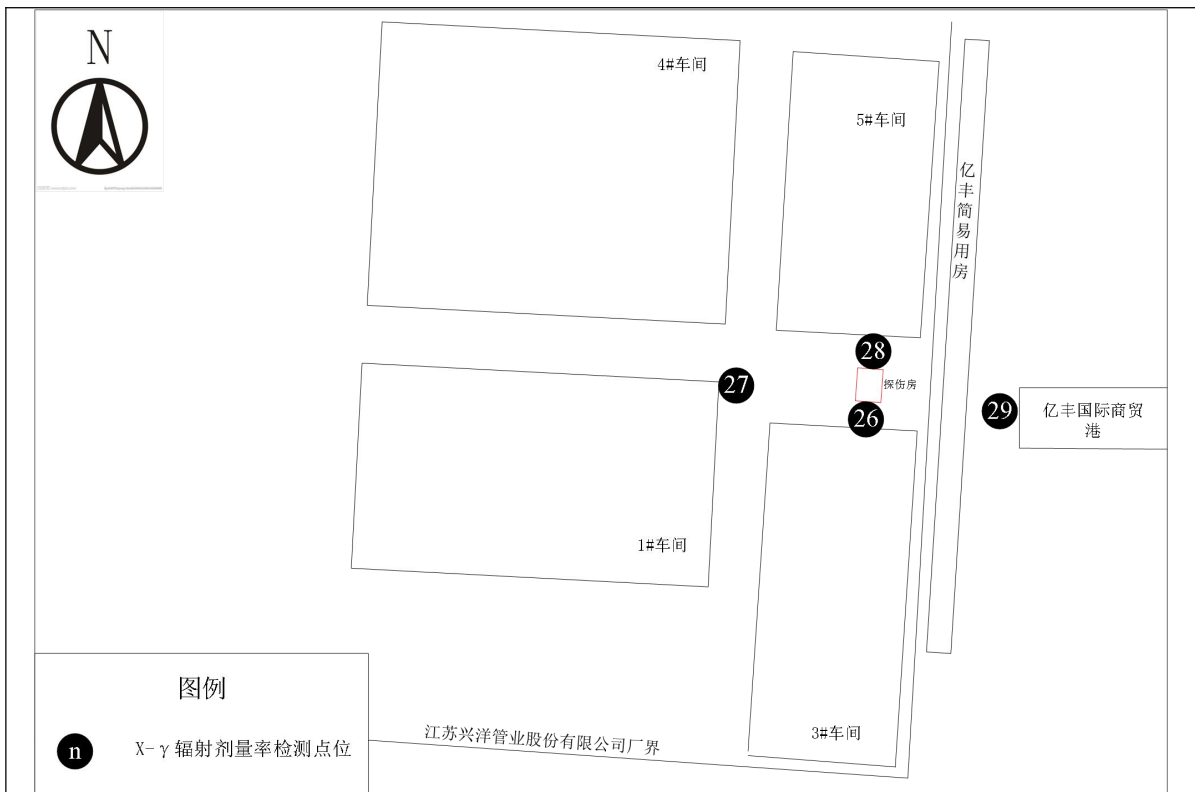 N
4#车间
5#车间
亿丰简易用房
28
27
探伤房
26
29
亿丰国际商贸
港
1#车间
3#车间
江苏兴洋管业股份有限公司厂界
图例
n
X-γ辐射剂量率检测点位